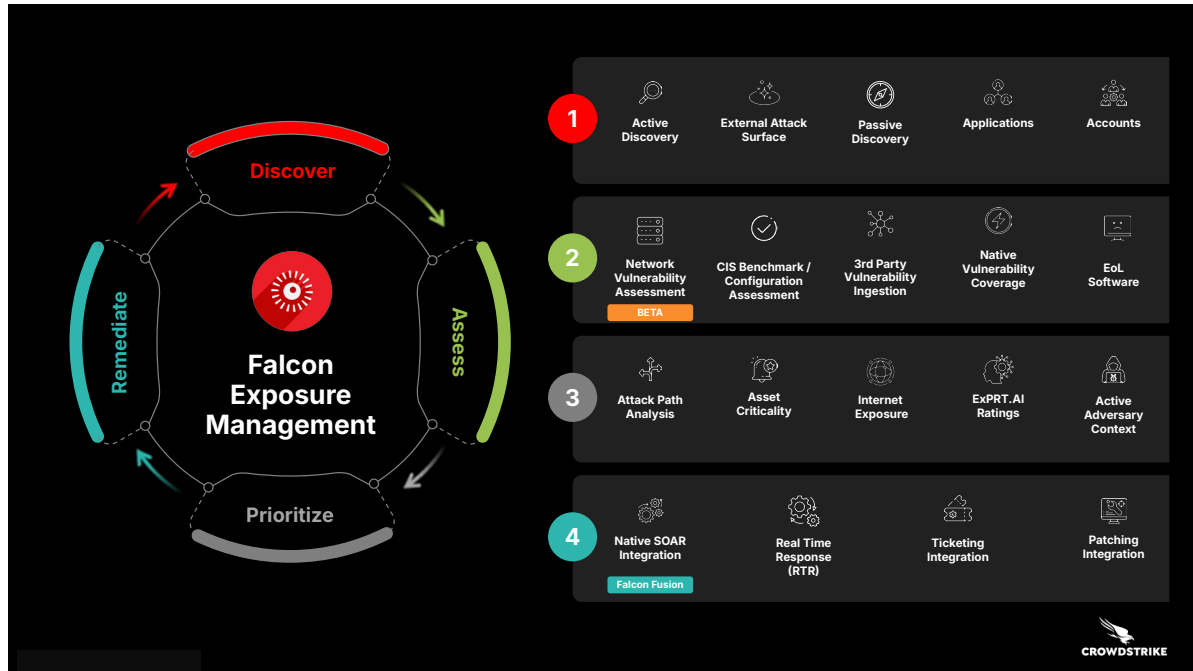 Discover
Assess
Prioritize
Remediate
Falcon
Exposure
Management
1
Active
Discovery
External Attack
Surface
Passive
Discovery
Applications
Accounts
2
Network
Vulnerability
Assessment
BETA
CIS Benchmark /
Configuration
Assessment
3rd Party
Vulnerability
Ingestion
Native
Vulnerability
Coverage
EoL
Software
3
Attack Path
Analysis
Asset
Criticality
Internet
Exposure
ExPRT.AI
Ratings
Active
Adversary
Context
4
Native SOAR
Integration
Falcon Fusion
Real Time
Response
(RTR)
Ticketing
Integration
Patching
Integration
CROWDSTRIKE